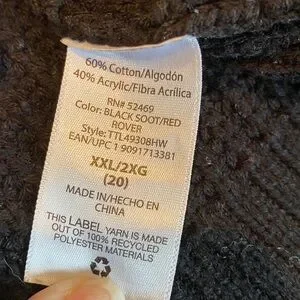 60% Cotton/Algodón
40% Acrylic/Fibra Acrílica
RN# 52469
Color: BLACK SOOT/RED
ROVER
Style: TTL49308HW
EAN/UPC 1 9091713381
XXL/2XG
(20)
MADE IN/HECHO EN
CHINA
THIS LABEL YARN IS MADE
OUT OF 100% RECYCLED
POLYESTER MATERIALS